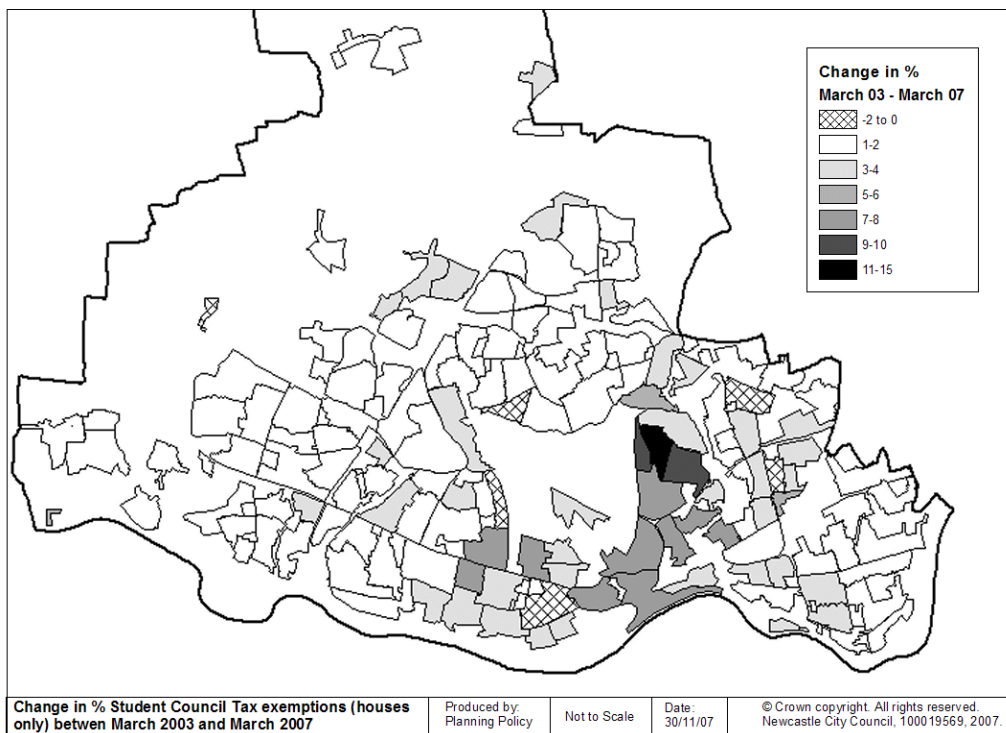 Change in %
March 03 - March 07
-2 to 0
1-2
3-4
5-6
7-8
9-10
11-15
Change in % Student Council Tax exemptions (houses
only) betwen March 2003 and March 2007
Produced by:
Planning Policy
Not to Scale
Date:
30/11/07
© Crown copyright. All rights reserved.
Newcastle City Council, 100019569, 2007.